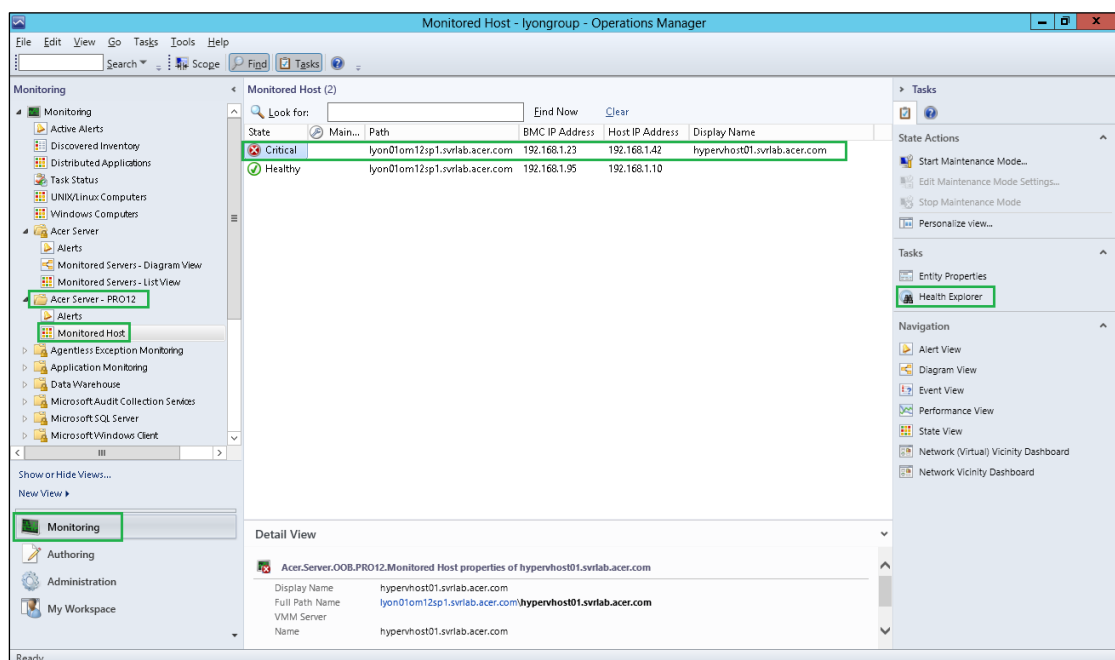 Monitored Host - lyongroup - Operations Manager
File Edit View Go Tasks Tools Help
Search Scope Find Tasks
Monitoring
Monitoring
Active Alerts
Discovered Inventory
Distributed Applications
Task Status
UNIX/Linux Computers
Windows Computers
Acer Server
Alerts
Monitored Servers - Diagram View
Monitored Servers - List View
Acer Server - PRO12
Alerts
Monitored Host
Agentless Exception Monitoring
Application Monitoring
Data Warehouse
Microsoft Audit Collection Services
Microsoft SQL Server
Microsoft Windows Client
Show or Hide Views...
New View
Monitoring
Authoring
Administration
My Workspace
Monitored Host (2)
Look for: Find Now Clear
State Main... Path BMC IP Address Host IP Address Display Name
Critical lyon01om12sp1.svrlab.acer.com 192.168.1.23 192.168.1.42 hypervhost01.svrlab.acer.com
Healthy lyon01om12sp1.svrlab.acer.com 192.168.1.95 192.168.1.10
Detail View
Acer.Server.OOB.PRO12.Monitored Host properties of hypervhost01.svrlab.acer.com
Display Name hypervhost01.svrlab.acer.com
Full Path Name lyon01om12sp1.svrlab.acer.com\hypervhost01.svrlab.acer.com
VMM Server
Name hypervhost01.svrlab.acer.com
Tasks
State Actions
Start Maintenance Mode...
Edit Maintenance Mode Settings...
Stop Maintenance Mode
Personalize view...
Tasks
Entity Properties
Health Explorer
Navigation
Alert View
Diagram View
Event View
Performance View
State View
Network (Virtual) Vicinity Dashboard
Network Vicinity Dashboard
Ready